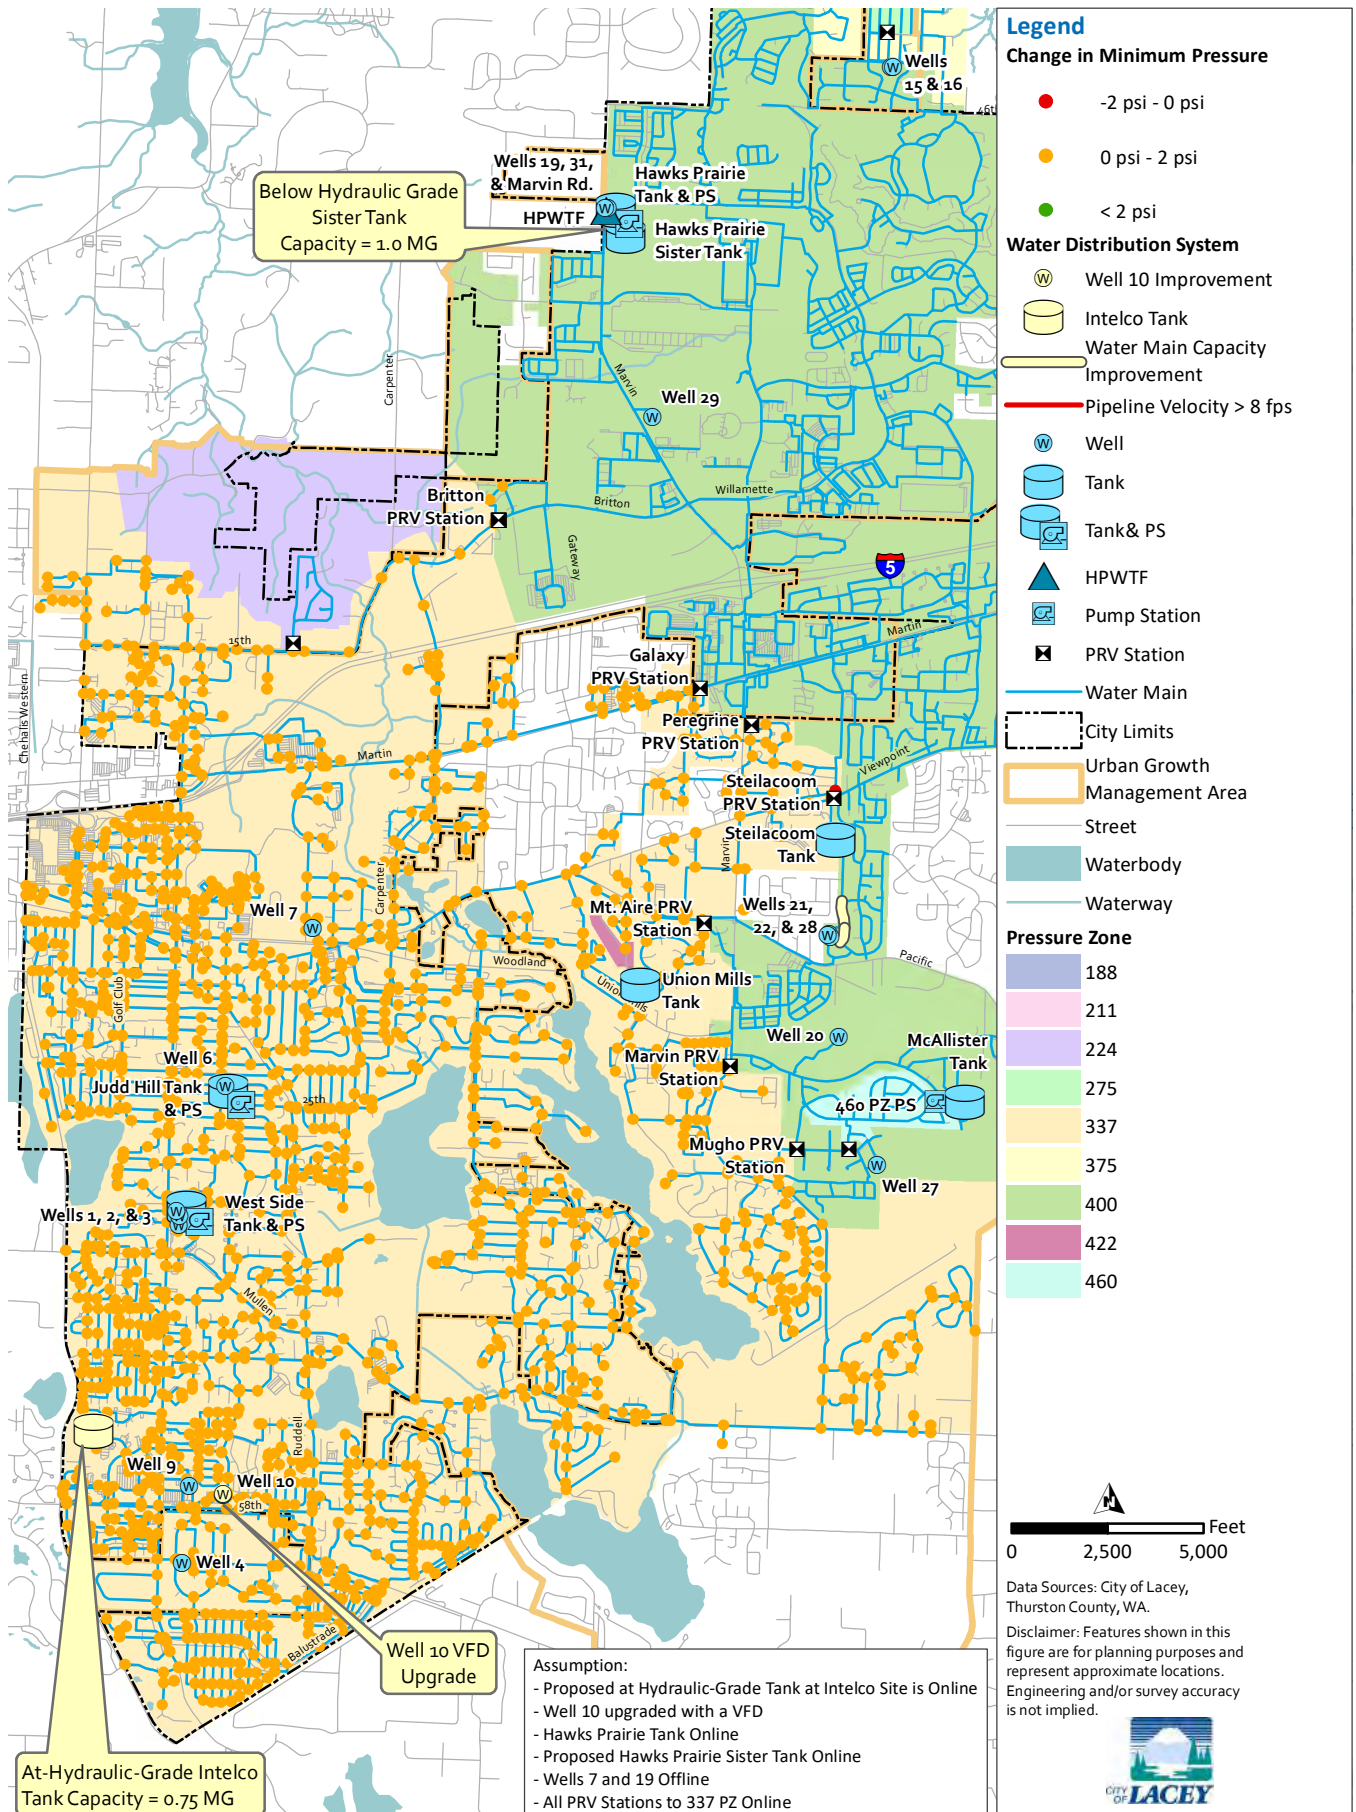 Wells
15 & 16
46th
Wells 19, 31,
& Marvin Rd.
Hawks Prairie
Tank & PS
HPWTF
Hawks Prairie
Sister Tank
Below Hydraulic Grade
Sister Tank
Capacity = 1.0 MG
Carpenter
Marvin
Well 29
Britton
PRV Station
Britton
Willamette
Gateway
5
15th
Martin
Galaxy
PRV Station
Chehalis Western
Peregrine
PRV Station
Martin
Viewpoint
Steilacoom
PRV Station
Steilacoom
Tank
Marvin
Carpenter
Well 7
Mt. Aire PRV
Station
Wells 21,
22, & 28
Woodland
Pacific
Golf Club
Union Mills
Union Mills
Tank
Well 20
McAllister
Tank
Well 6
Judd Hill Tank
& PS
25th
Marvin PRV
Station
460 PZ PS
Mugho PRV
Station
Well 27
Wells 1, 2, & 3
West Side
Tank & PS
Mullen
Ruddell
Well 9
Well 10
58th
Well 4
Balustrade
Well 10 VFD
Upgrade
At-Hydraulic-Grade Intelco
Tank Capacity = 0.75 MG
Assumption:
- Proposed at Hydraulic-Grade Tank at Intelco Site is Online
- Well 10 upgraded with a VFD
- Hawks Prairie Tank Online
- Proposed Hawks Prairie Sister Tank Online
- Wells 7 and 19 Offline
- All PRV Stations to 337 PZ Online
Legend
Change in Minimum Pressure
-2 psi - 0 psi
0 psi - 2 psi
< 2 psi
Water Distribution System
Well 10 Improvement
Intelco Tank
Water Main Capacity
Improvement
Pipeline Velocity > 8 fps
Well
Tank
Tank& PS
HPWTF
Pump Station
PRV Station
Water Main
City Limits
Urban Growth
Management Area
Street
Waterbody
Waterway
Pressure Zone
188
211
224
275
337
375
400
422
460
N
Feet
0 2,500 5,000
Data Sources: City of Lacey,
Thurston County, WA.
Disclaimer: Features shown in this
figure are for planning purposes and
represent approximate locations.
Engineering and/or survey accuracy
is not implied.
CITY OF LACEY